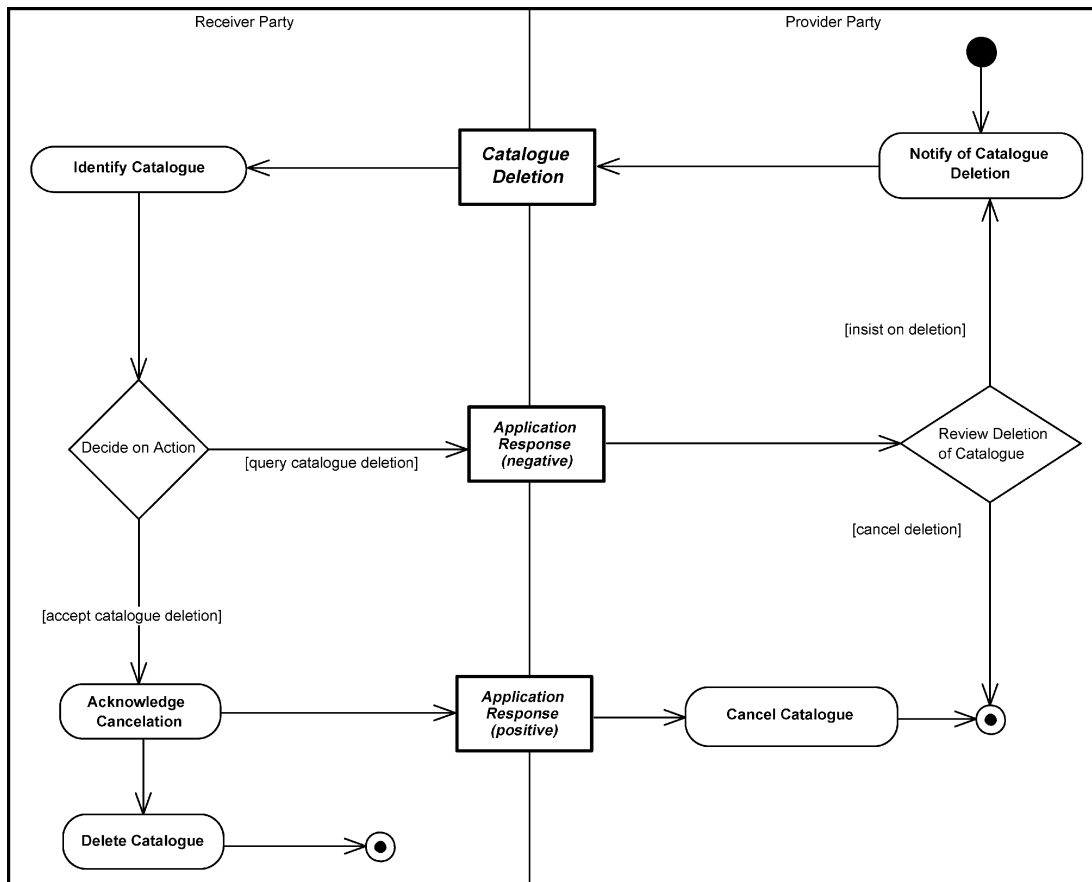 Receiver Party
Provider Party
Identify Catalogue
Catalogue
Deletion
Notify of Catalogue
Deletion
[insist on deletion]
Decide on Action
[query catalogue deletion]
Application
Response
(negative)
Review Deletion
of Catalogue
[cancel deletion]
[accept catalogue deletion]
Acknowledge
Cancelation
Application
Response
(positive)
Cancel Catalogue
Delete Catalogue